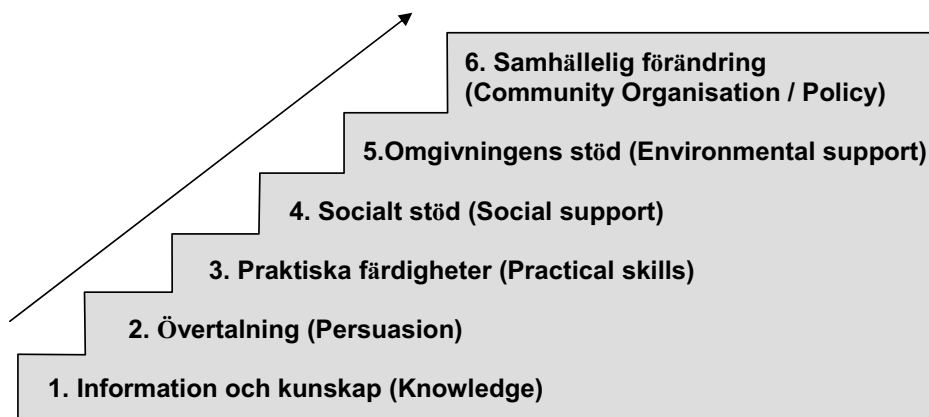 6. Samhällelig förändring
(Community Organisation / Policy)
5.Omgivningens stöd (Environmental support)
4. Socialt stöd (Social support)
3. Praktiska färdigheter (Practical skills)
2. Övertalning (Persuasion)
1. Information och kunskap (Knowledge)